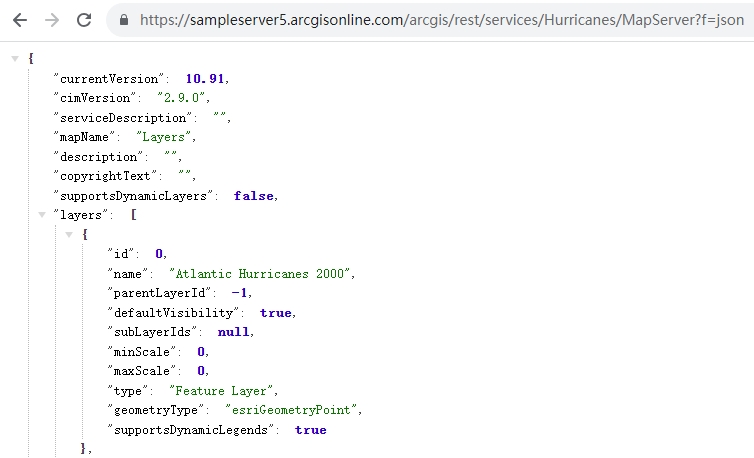 https://sampleserver5.arcgisonline.com/arcgis/rest/services/Hurricanes/MapServer?f=json
{
"currentVersion": 10.91,
"cimVersion": "2.9.0",
"serviceDescription": "",
"mapName": "Layers",
"description": "",
"copyrightText": "",
"supportsDynamicLayers": false,
"layers": [
{
"id": 0,
"name": "Atlantic Hurricanes 2000",
"parentLayerId": -1,
"defaultVisibility": true,
"subLayerIds": null,
"minScale": 0,
"maxScale": 0,
"type": "Feature Layer",
"geometryType": "esriGeometryPoint",
"supportsDynamicLegends": true
},